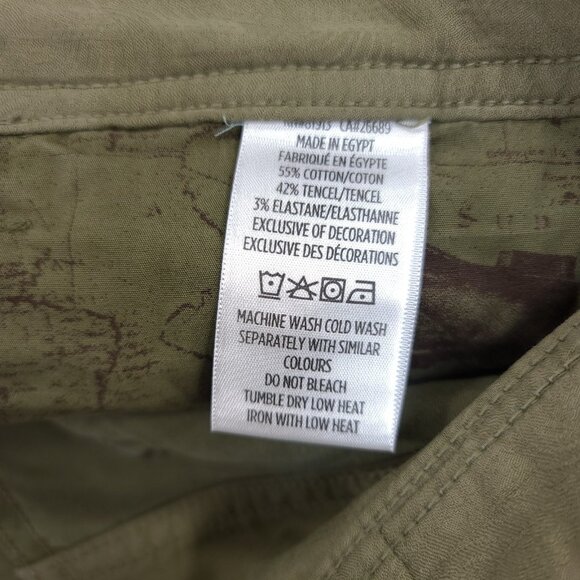 CA#26689
MADE IN EGYPT
FABRIQUÉ EN ÉGYPTE
55% COTTON/COTON
42% TENCEL/TENCEL
3% ELASTANE/ELASTHANNE
EXCLUSIVE OF DECORATION
EXCLUSIVE DES DÉCORATIONS
MACHINE WASH COLD WASH
SEPARATELY WITH SIMILAR
COLOURS
DO NOT BLEACH
TUMBLE DRY LOW HEAT
IRON WITH LOW HEAT